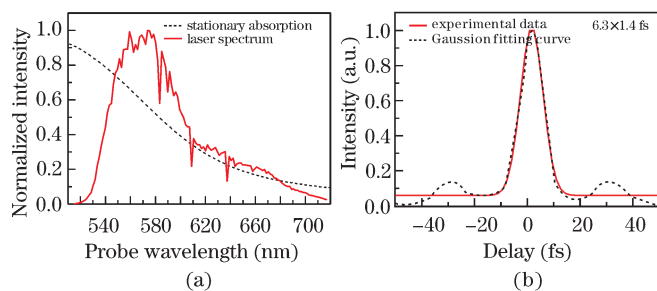 stationary absorption
laser spectrum
1.0
0.8
0.6
0.4
0.2
0.0
Normalized intensity
540
580
620
660
700
Probe wavelength (nm)
(a)
experimental data
6.3×1.4 fs
Gaussion fitting curve
1.0
0.8
0.6
0.4
0.2
0.0
Intensity (a.u.)
−40
−20
0
20
40
Delay (fs)
(b)